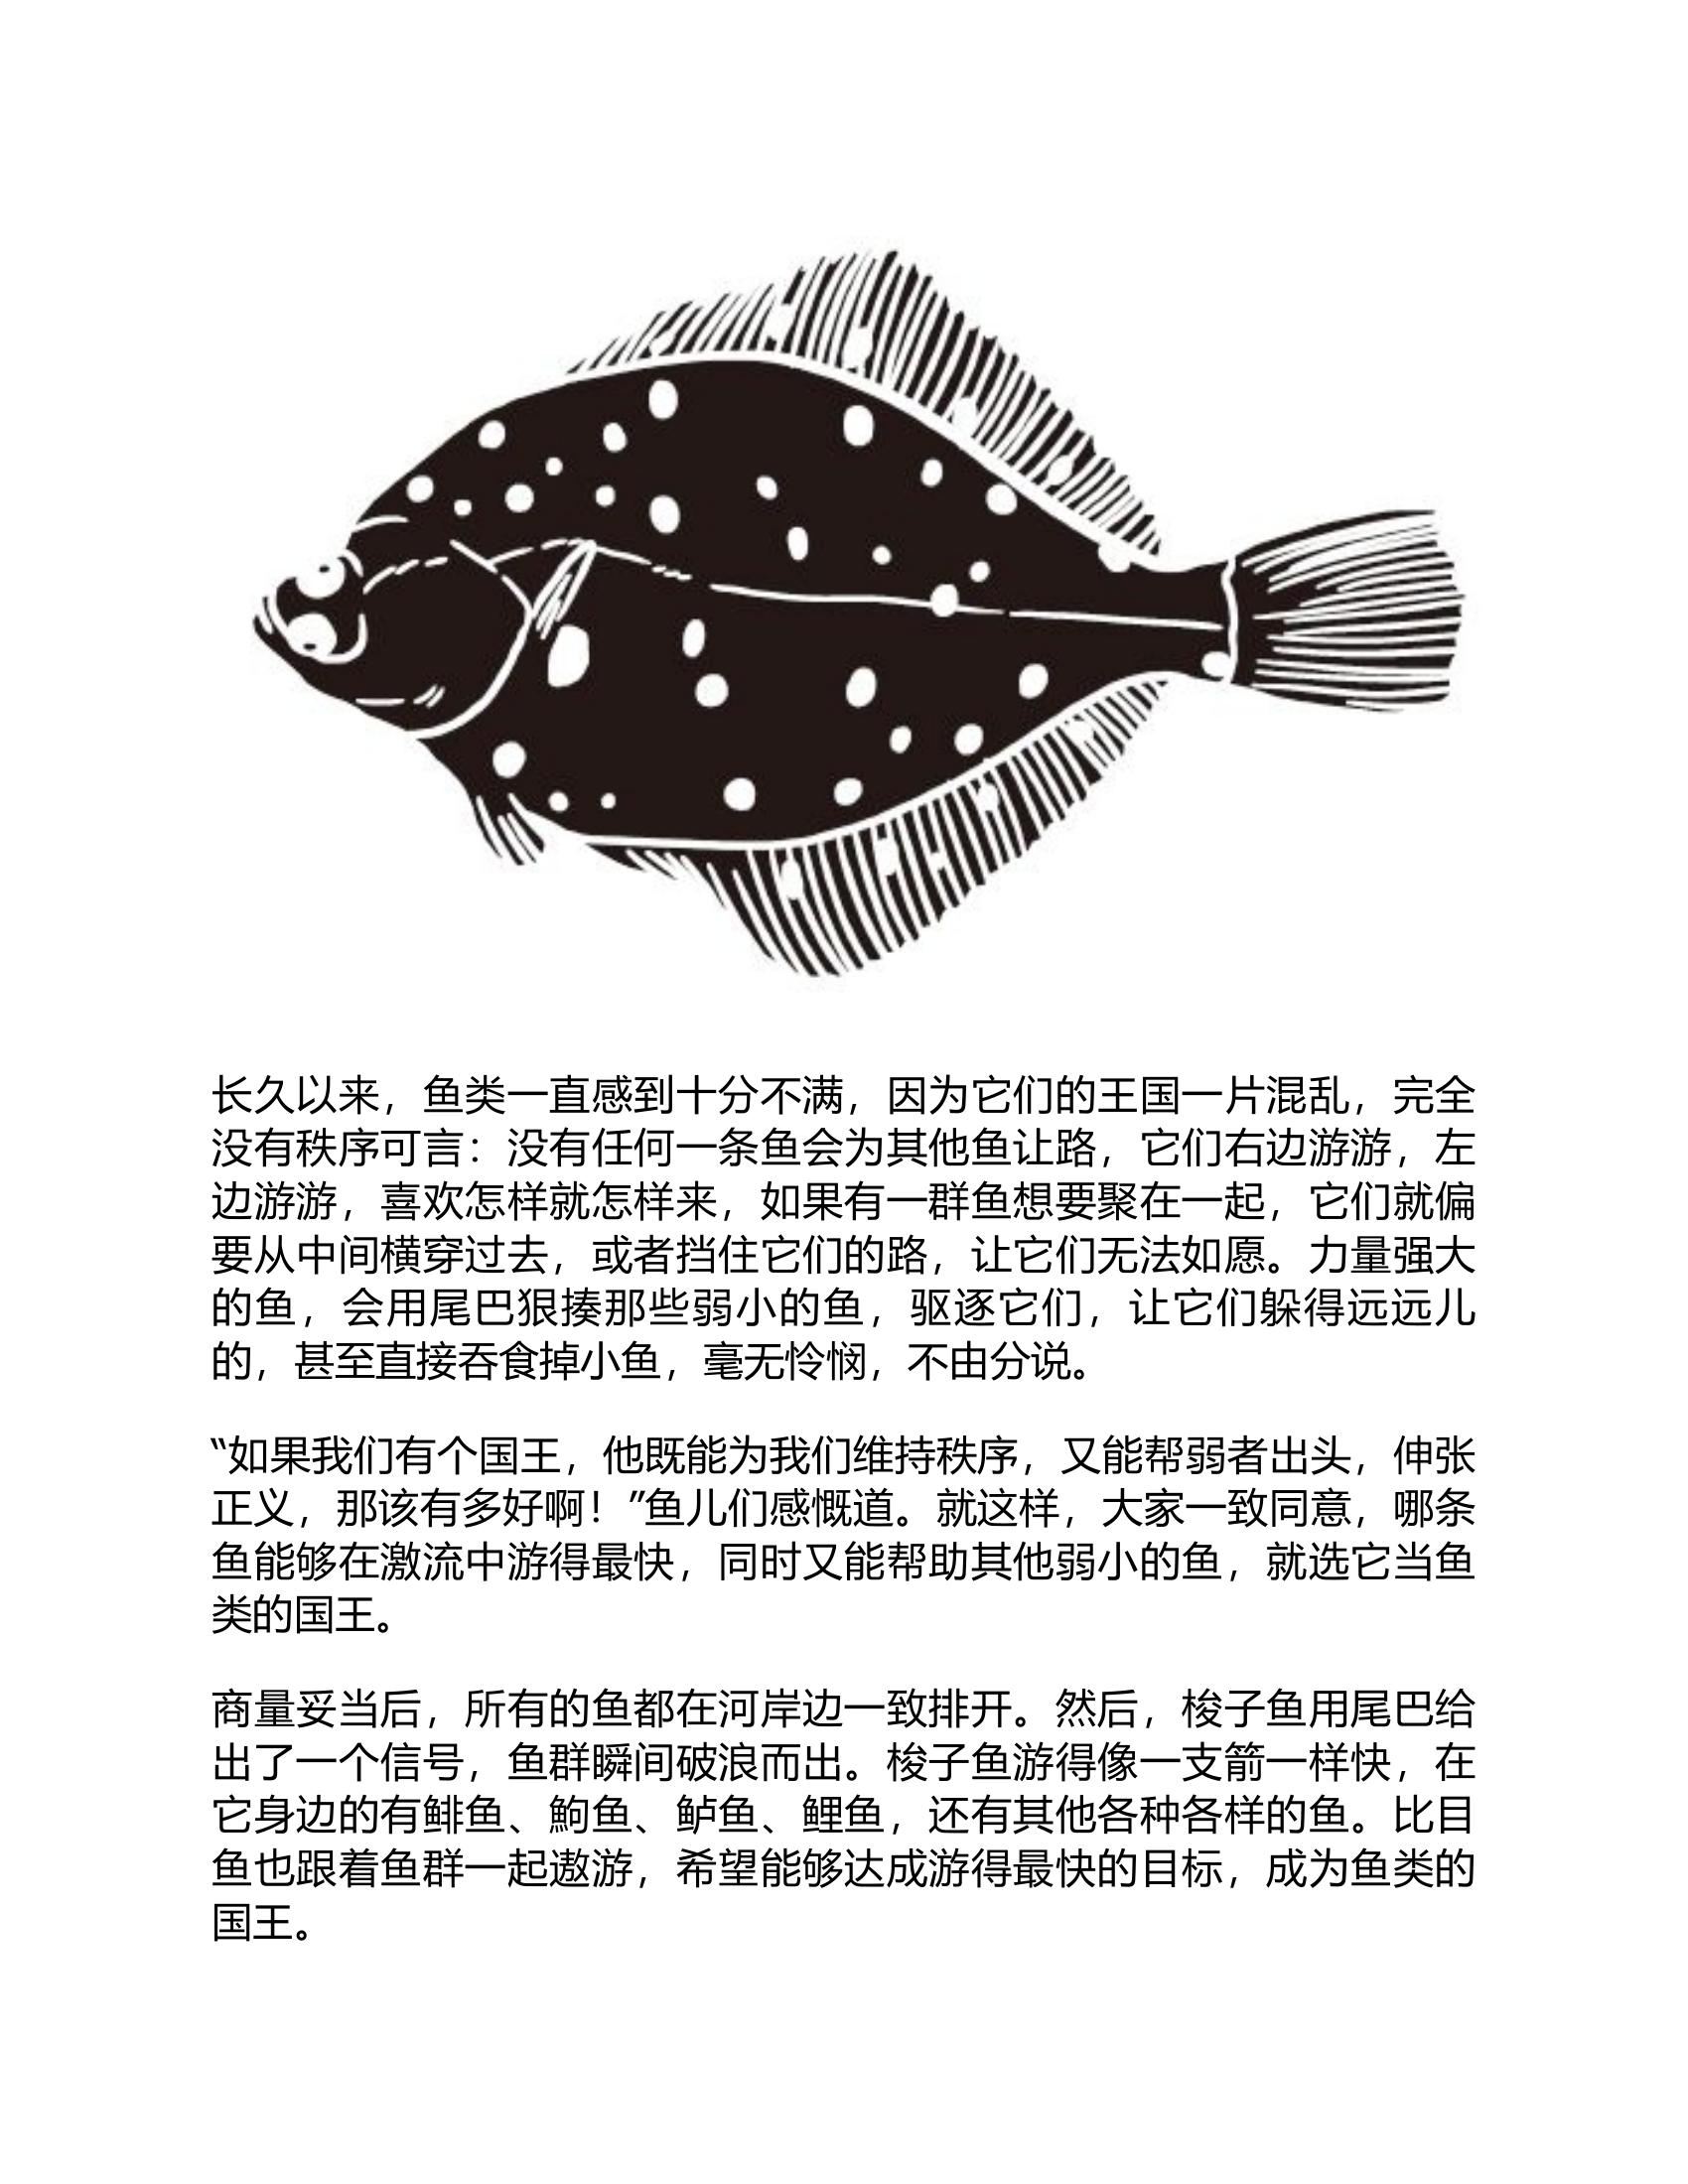 长久以来，鱼类一直感到十分不满，因为它们的王国一片混乱，完全
没有秩序可言：没有任何一条鱼会为其他鱼让路，它们右边游游，左
边游游，喜欢怎样就怎样来，如果有一群鱼想要聚在一起，它们就偏
要从中间横穿过去，或者挡住它们的路，让它们无法如愿。力量强大
的鱼，会用尾巴狠揍那些弱小的鱼，驱逐它们，让它们躲得远远儿
的，甚至直接吞食掉小鱼，毫无怜悯，不由分说。
“如果我们有个国王，他既能为我们维持秩序，又能帮弱者出头，伸张
正义，那该有多好啊！”鱼儿们感慨道。就这样，大家一致同意，哪条
鱼能够在激流中游得最快，同时又能帮助其他弱小的鱼，就选它当鱼
类的国王。
商量妥当后，所有的鱼都在河岸边一致排开。然后，梭子鱼用尾巴给
出了一个信号，鱼群瞬间破浪而出。梭子鱼游得像一支箭一样快，在
它身边的有鲱鱼、鮈鱼、鲈鱼、鲤鱼，还有其他各种各样的鱼。比目
鱼也跟着鱼群一起遨游，希望能够达成游得最快的目标，成为鱼类的
国王。